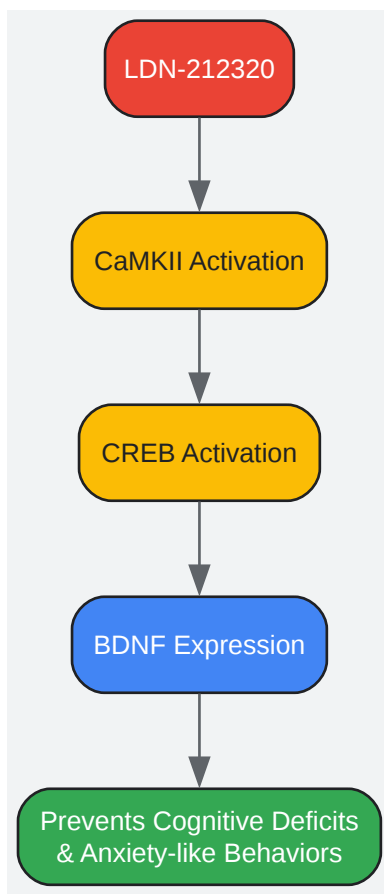 LDN-212320
CaMKII Activation
CREB Activation
BDNF Expression
Prevents Cognitive Deficits
& Anxiety-like Behaviors